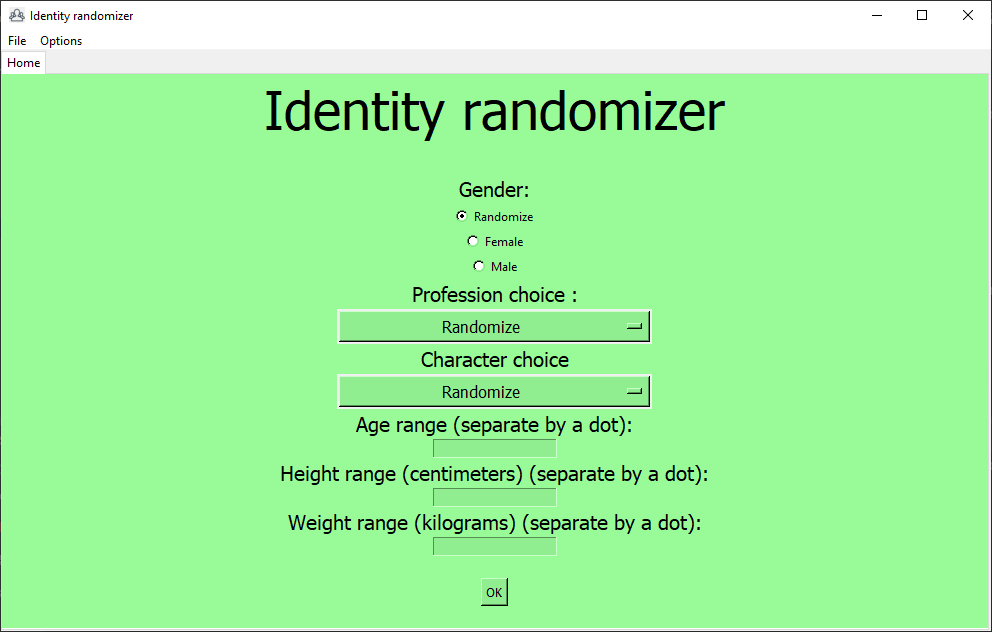 Identity randomizer
File Options
Home
Identity randomizer
Gender:
Randomize
Female
Male
Profession choice :
Randomize
Character choice
Randomize
Age range (separate by a dot):
Height range (centimeters) (separate by a dot):
Weight range (kilograms) (separate by a dot):
OK